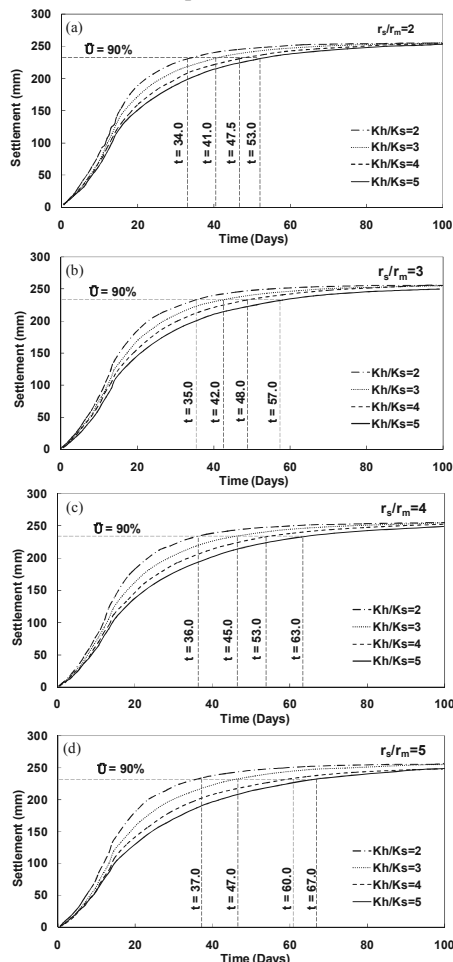 (a)
rs/rm=2
Ū = 90%
300
250
200
150
100
50
0
Settlement (mm)
t = 34.0
t = 41.0
t = 47.5
t = 53.0
Kh/Ks=2
Kh/Ks=3
Kh/Ks=4
Kh/Ks=5
0 20 40 60 80 100
Time (Days)
(b)
rs/rm=3
Ū = 90%
300
250
200
150
100
50
0
Settlement (mm)
t = 35.0
t = 42.0
t = 48.0
t = 57.0
Kh/Ks=2
Kh/Ks=3
Kh/Ks=4
Kh/Ks=5
0 20 40 60 80 100
Time (Days)
(c)
rs/rm=4
Ū = 90%
300
250
200
150
100
50
0
Settlement (mm)
t = 36.0
t = 45.0
t = 53.0
t = 63.0
Kh/Ks=2
Kh/Ks=3
Kh/Ks=4
Kh/Ks=5
0 20 40 60 80 100
Time (Days)
(d)
rs/rm=5
Ū = 90%
300
250
200
150
100
50
0
Settlement (mm)
t = 37.0
t = 47.0
t = 60.0
t = 67.0
Kh/Ks=2
Kh/Ks=3
Kh/Ks=4
Kh/Ks=5
0 20 40 60 80 100
Time (Days)